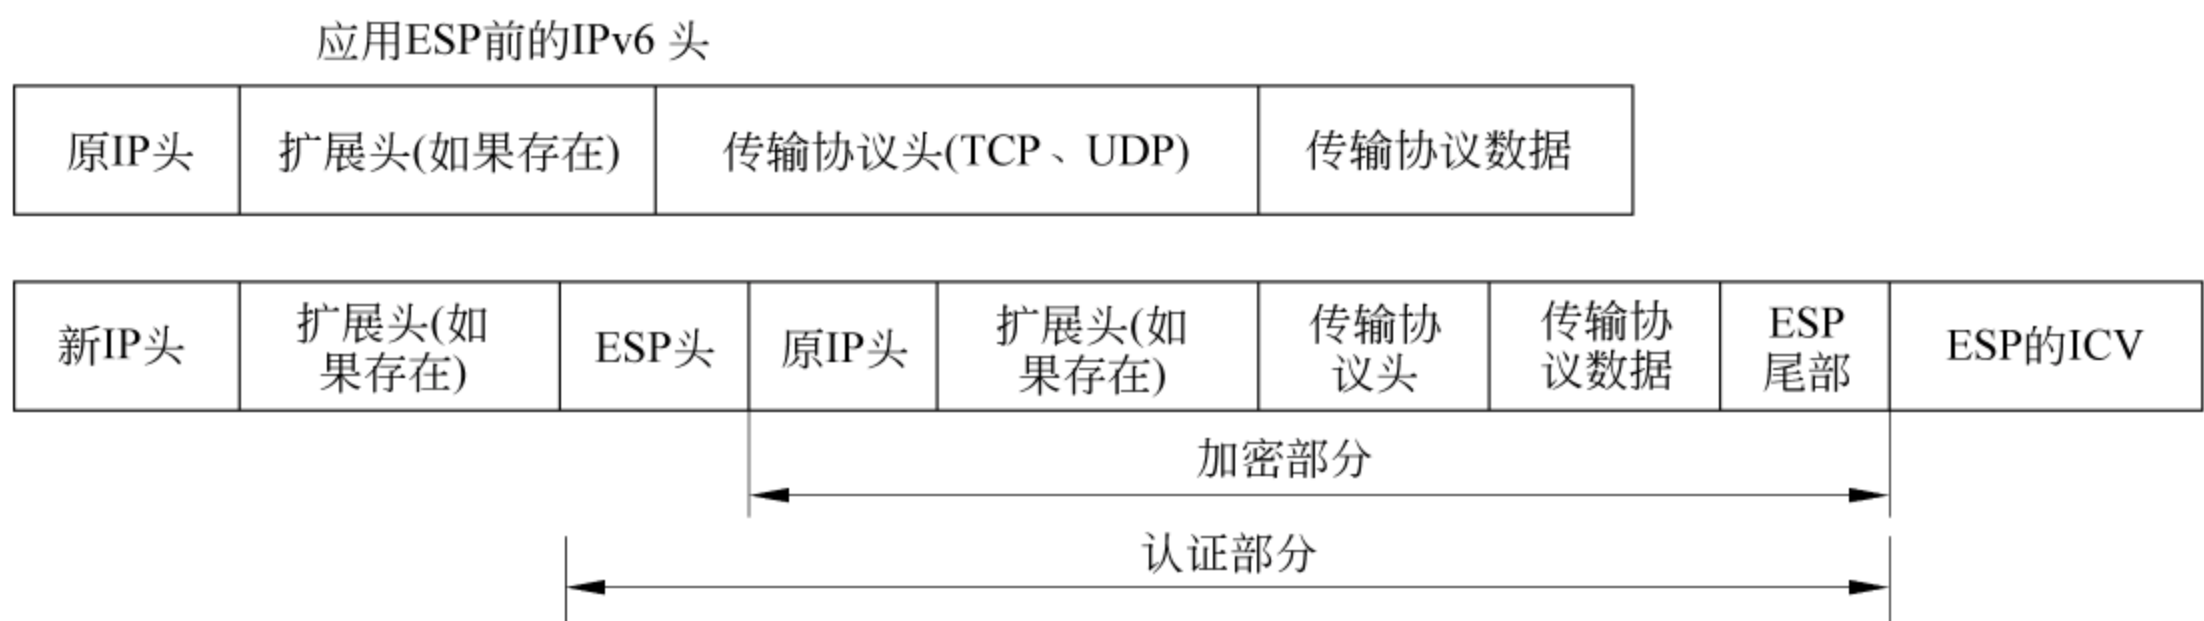 应用ESP前的IPv6 头
原IP头
扩展头(如果存在)
传输协议头(TCP、UDP)
传输协议数据
新IP头
扩展头(如
果存在)
ESP头
原IP头
扩展头(如
果存在)
传输协
议头
传输协
议数据
ESP
尾部
ESP的ICV
加密部分
认证部分